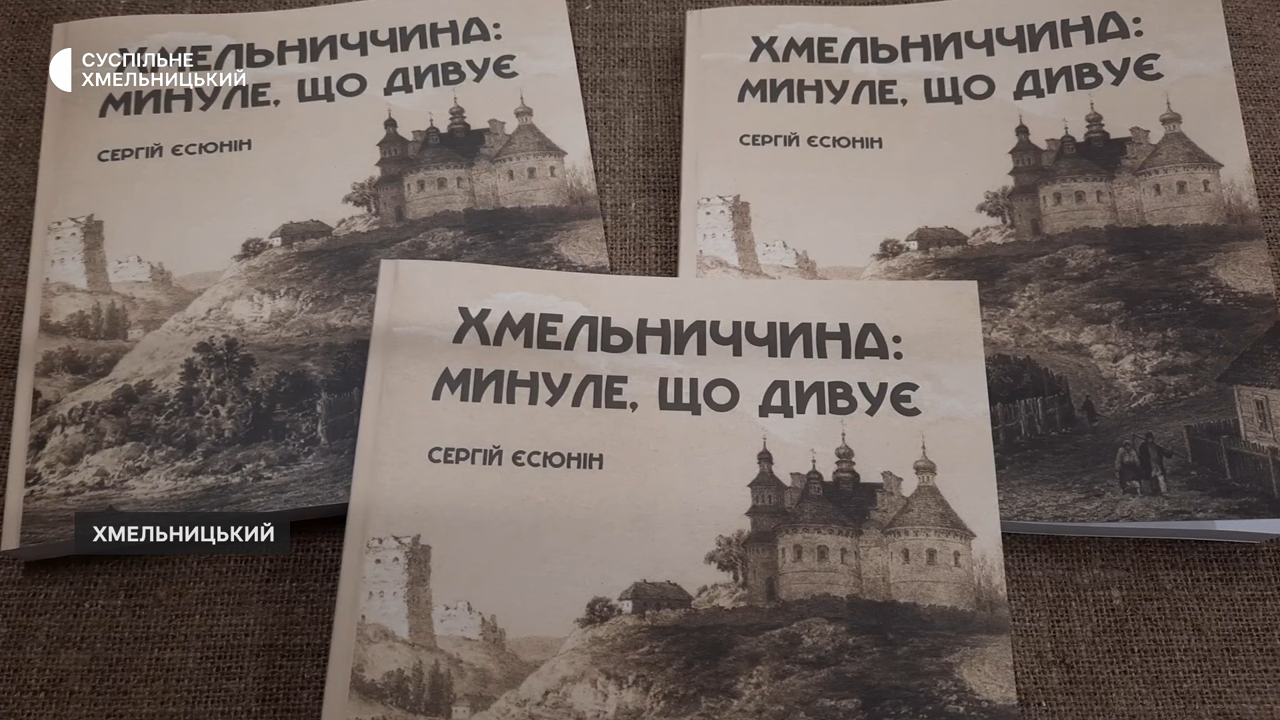 СУСПІЛЬНЕ
ХМЕЛЬНИЦЬКИЙ
ХМЕЛЬНИЧЧИНА:
МИНУЛЕ, ЩО ДИВУЄ
СЕРГІЙ ЄСЮНІН
ХМЕЛЬНИЧЧИНА:
МИНУЛЕ, ЩО ДИВУЄ
СЕРГІЙ ЄСЮНІН
ХМЕЛЬНИЧЧИНА:
МИНУЛЕ, ЩО ДИВУЄ
СЕРГІЙ ЄСЮНІН
ХМЕЛЬНИЦЬКИЙ